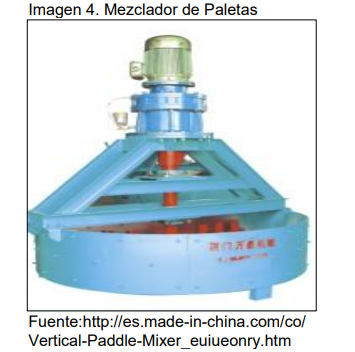 Imagen 4. Mezclador de Paletas
Fuente:http://es.made-in-china.com/co/
Vertical-Paddle-Mixer_euiueonry.htm